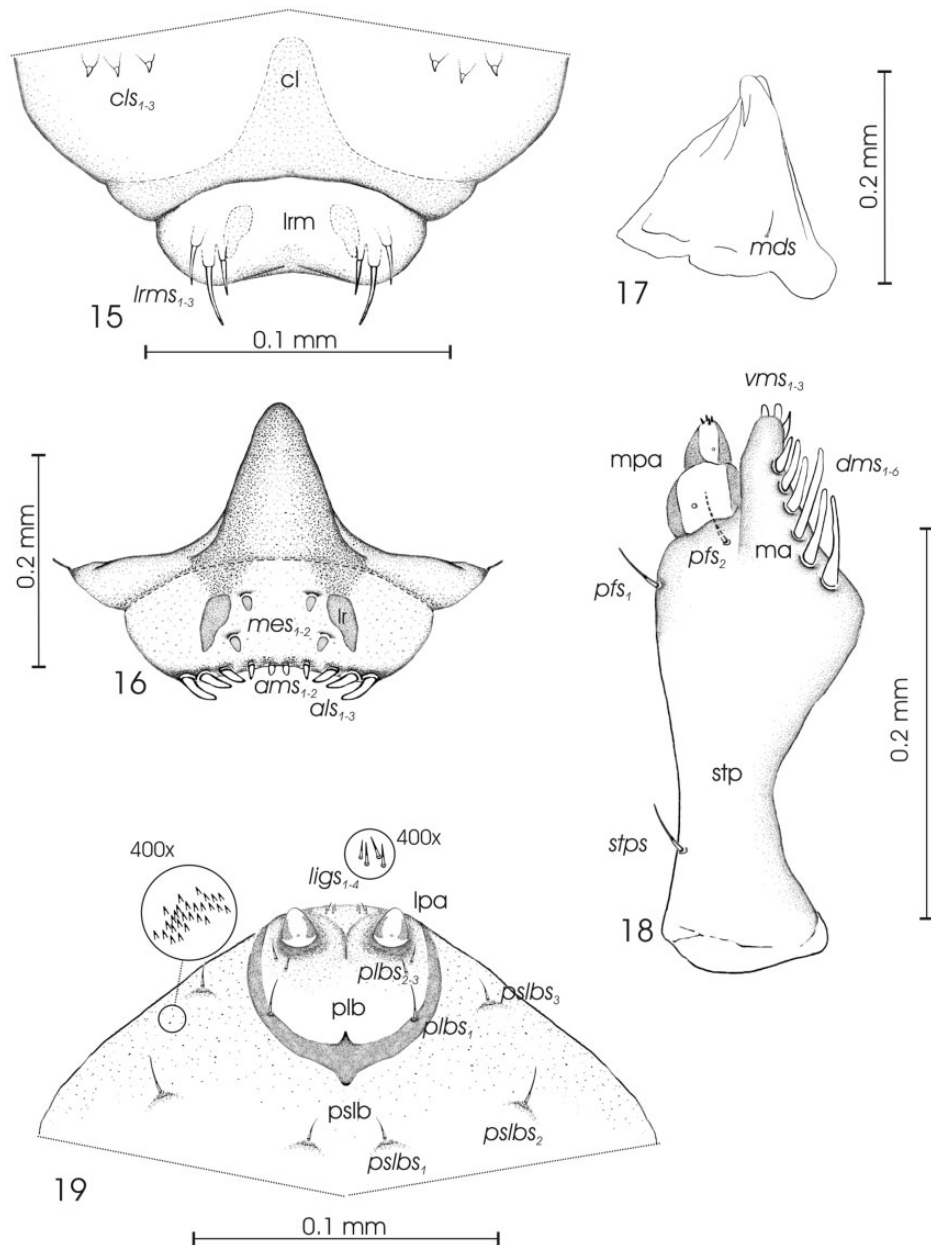 cl
cls1-3
lrm
lrms1-3
15
0.1 mm
mds
17
0.2 mm
0.2 mm
lr
mes1-2
ams1-2
als1-3
16
vms1-3
mpa
dms1-6
ma
pfs2
pfs1
stp
stps
18
0.2 mm
400x
400x
ligs1-4
lpa
plbs2-3
plb
plbs1
pslbs3
pslb
pslbs2
pslbs1
19
0.1 mm